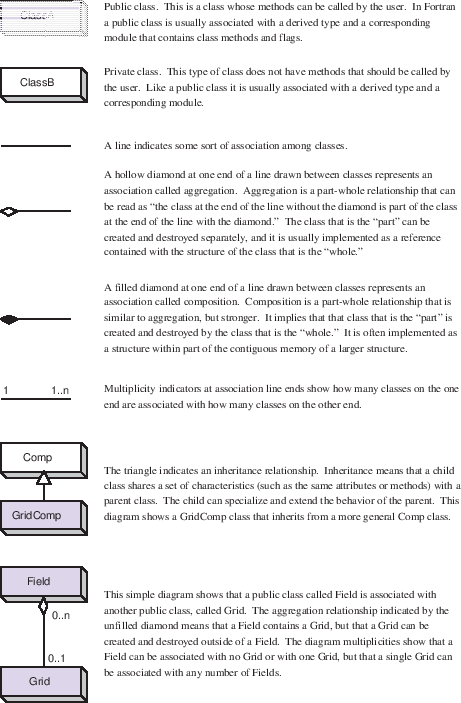 Public class.  This is a class whose methods can be called by the user.  In Fortran
ClassA
a public class is usually associated with a derived type and a corresponding
module that contains class methods and flags.
Private class.  This type of class does not have methods that should be called by
ClassB
the user.  Like a public class it is usually associated with a derived type and a
corresponding module.
A line indicates some sort of association among classes.
A hollow diamond at one end of a line drawn between classes represents an
association called aggregation.  Aggregation is a part-whole relationship that can
be read as “the class at the end of the line without the diamond is part of the class
at the end of the line with the diamond.”  The class that is the “part” can be
created and destroyed separately, and it is usually implemented as a reference
contained with the structure of the class that is the “whole.”
A filled diamond at one end of a line drawn between classes represents an
association called composition.  Composition is a part-whole relationship that is
similar to aggregation, but stronger.  It implies that that class that is the “part” is
created and destroyed by the class that is the “whole.”  It is often implemented as
a structure within part of the contiguous memory of a larger structure.
1 1..n
Multiplicity indicators at association line ends show how many classes on the one
end are associated with how many classes on the other end.
Comp
GridComp
The triangle indicates an inheritance relationship.  Inheritance means that a child
class shares a set of characteristics (such as the same attributes or methods) with a
parent class.  The child can specialize and extend the behavior of the parent.  This
diagram shows a GridComp class that inherits from a more general Comp class.
Field
0..n
0..1
Grid
This simple diagram shows that a public class called Field is associated with
another public class, called Grid.  The aggregation relationship indicated by the
unfilled diamond means that a Field contains a Grid, but that a Grid can be
created and destroyed outside of a Field.  The diagram multiplicities show that a
Field can be associated with no Grid or with one Grid, but that a single Grid can
be associated with any number of Fields.